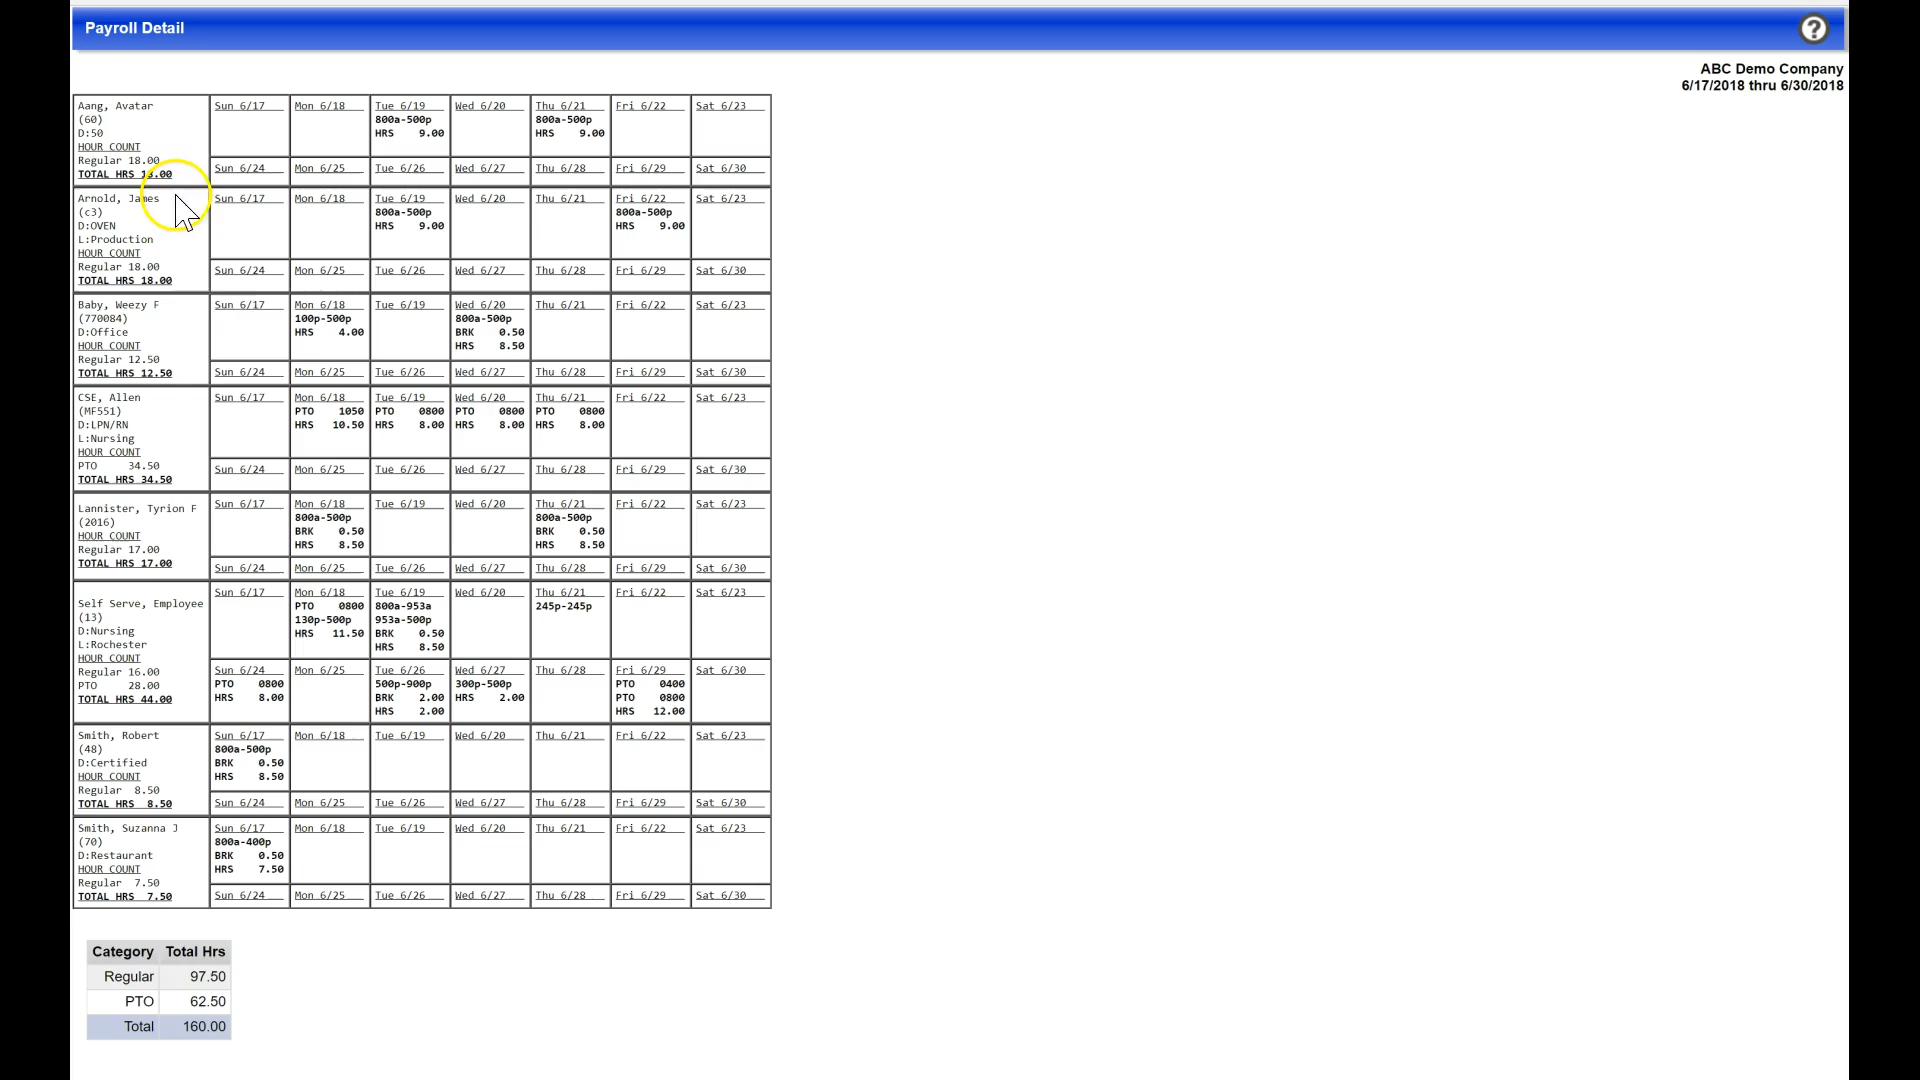 Payroll Detail
?
ABC Demo Company
6/17/2018 thru 6/30/2018
Aang, Avatar
(60)
D:50
HOUR COUNT
Regular 18.00
TOTAL HRS 18.00
Sun 6/17 Mon 6/18 Tue 6/19 Wed 6/20 Thu 6/21 Fri 6/22 Sat 6/23
800a-500p 800a-500p
HRS 9.00 HRS 9.00
Sun 6/24 Mon 6/25 Tue 6/26 Wed 6/27 Thu 6/28 Fri 6/29 Sat 6/30
Arnold, James
(c3)
D:OVEN
L:Production
HOUR COUNT
Regular 18.00
TOTAL HRS 18.00
Sun 6/17 Mon 6/18 Tue 6/19 Wed 6/20 Thu 6/21 Fri 6/22 Sat 6/23
800a-500p 800a-500p
HRS 9.00 HRS 9.00
Sun 6/24 Mon 6/25 Tue 6/26 Wed 6/27 Thu 6/28 Fri 6/29 Sat 6/30
Baby, Weezy F
(770084)
D:Office
HOUR COUNT
Regular 12.50
TOTAL HRS 12.50
Sun 6/17 Mon 6/18 Tue 6/19 Wed 6/20 Thu 6/21 Fri 6/22 Sat 6/23
100p-500p 800a-500p
HRS 4.00 BRK 0.50
HRS 8.50
Sun 6/24 Mon 6/25 Tue 6/26 Wed 6/27 Thu 6/28 Fri 6/29 Sat 6/30
CSE, Allen
(MF551)
D:LPN/RN
L:Nursing
HOUR COUNT
PTO 34.50
TOTAL HRS 34.50
Sun 6/17 Mon 6/18 Tue 6/19 Wed 6/20 Thu 6/21 Fri 6/22 Sat 6/23
PTO 1050 PTO 0800 PTO 0800 PTO 0800
HRS 10.50 HRS 8.00 HRS 8.00 HRS 8.00
Sun 6/24 Mon 6/25 Tue 6/26 Wed 6/27 Thu 6/28 Fri 6/29 Sat 6/30
Lannister, Tyrion F
(2016)
HOUR COUNT
Regular 17.00
TOTAL HRS 17.00
Sun 6/17 Mon 6/18 Tue 6/19 Wed 6/20 Thu 6/21 Fri 6/22 Sat 6/23
800a-500p 800a-500p
BRK 0.50 BRK 0.50
HRS 8.50 HRS 8.50
Sun 6/24 Mon 6/25 Tue 6/26 Wed 6/27 Thu 6/28 Fri 6/29 Sat 6/30
Self Serve, Employee
(13)
D:Nursing
L:Rochester
HOUR COUNT
Regular 16.00
PTO 28.00
TOTAL HRS 44.00
Sun 6/17 Mon 6/18 Tue 6/19 Wed 6/20 Thu 6/21 Fri 6/22 Sat 6/23
PTO 0800 800a-953a 245p-245p
130p-500p 953a-500p
HRS 11.50 BRK 0.50
HRS 8.50
Sun 6/24 Mon 6/25 Tue 6/26 Wed 6/27 Thu 6/28 Fri 6/29 Sat 6/30
PTO 0800 500p-900p 300p-500p PTO 0400
HRS 8.00 BRK 2.00 HRS 2.00 PTO 0800
HRS 2.00 HRS 12.00
Smith, Robert
(48)
D:Certified
HOUR COUNT
Regular 8.50
TOTAL HRS 8.50
Sun 6/17 Mon 6/18 Tue 6/19 Wed 6/20 Thu 6/21 Fri 6/22 Sat 6/23
800a-500p
BRK 0.50
HRS 8.50
Sun 6/24 Mon 6/25 Tue 6/26 Wed 6/27 Thu 6/28 Fri 6/29 Sat 6/30
Smith, Suzanna J
(70)
D:Restaurant
HOUR COUNT
Regular 7.50
TOTAL HRS 7.50
Sun 6/17 Mon 6/18 Tue 6/19 Wed 6/20 Thu 6/21 Fri 6/22 Sat 6/23
800a-400p
BRK 0.50
HRS 7.50
Sun 6/24 Mon 6/25 Tue 6/26 Wed 6/27 Thu 6/28 Fri 6/29 Sat 6/30
Category Total Hrs
Regular 97.50
PTO 62.50
Total 160.00